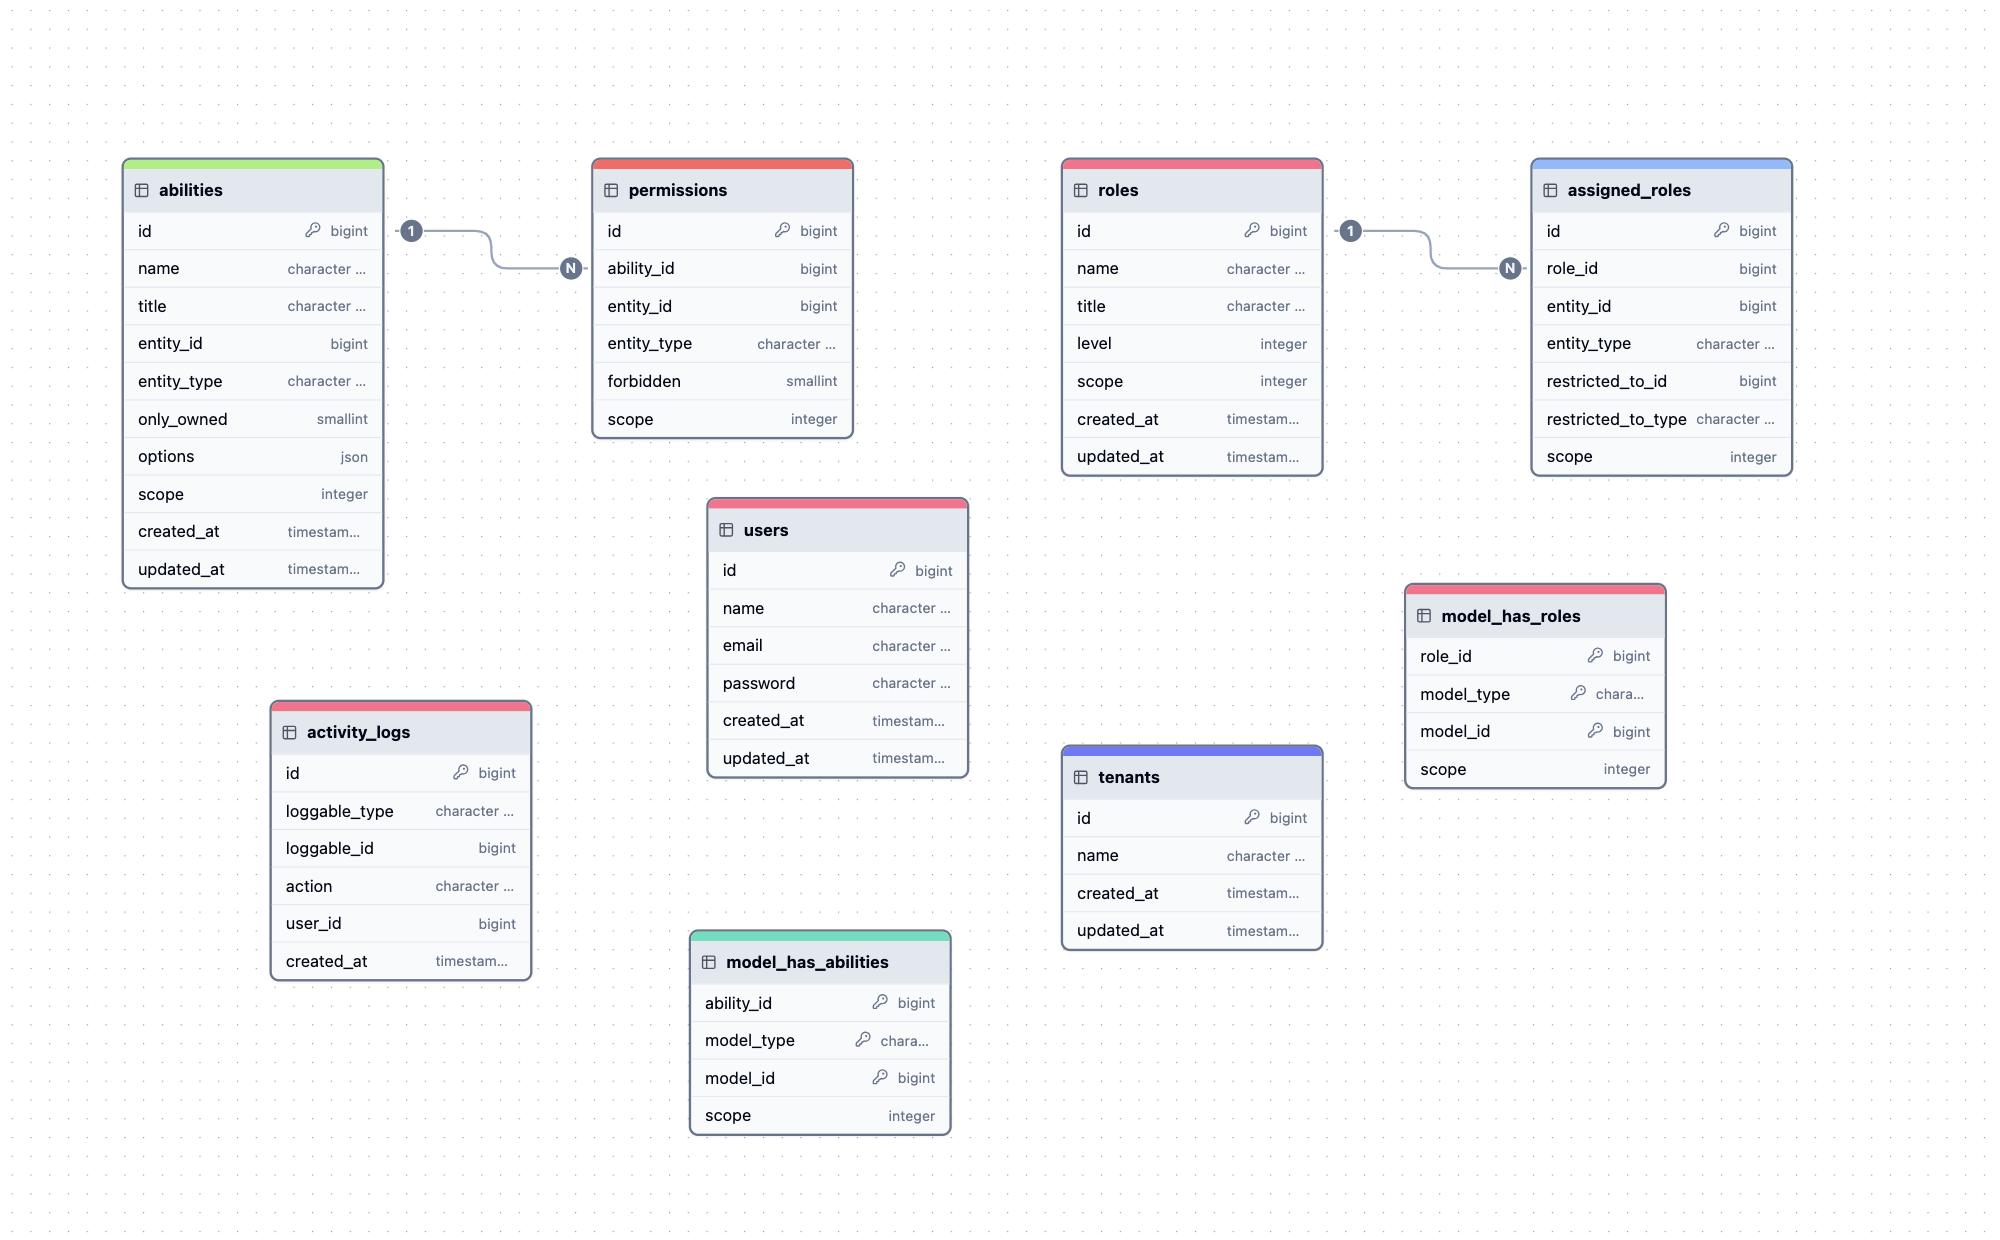 abilities
id bigint
name character ...
title character ...
entity_id bigint
entity_type character ...
only_owned smallint
options json
scope integer
created_at timestam...
updated_at timestam...
1
N
permissions
id bigint
ability_id bigint
entity_id bigint
entity_type character ...
forbidden smallint
scope integer
roles
id bigint
name character ...
title character ...
level integer
scope integer
created_at timestam...
updated_at timestam...
1
N
assigned_roles
id bigint
role_id bigint
entity_id bigint
entity_type character ...
restricted_to_id bigint
restricted_to_type character ...
scope integer
users
id bigint
name character ...
email character ...
password character ...
created_at timestam...
updated_at timestam...
model_has_roles
role_id bigint
model_type chara...
model_id bigint
scope integer
activity_logs
id bigint
loggable_type character ...
loggable_id bigint
action character ...
user_id bigint
created_at timestam...
tenants
id bigint
name character ...
created_at timestam...
updated_at timestam...
model_has_abilities
ability_id bigint
model_type chara...
model_id bigint
scope integer